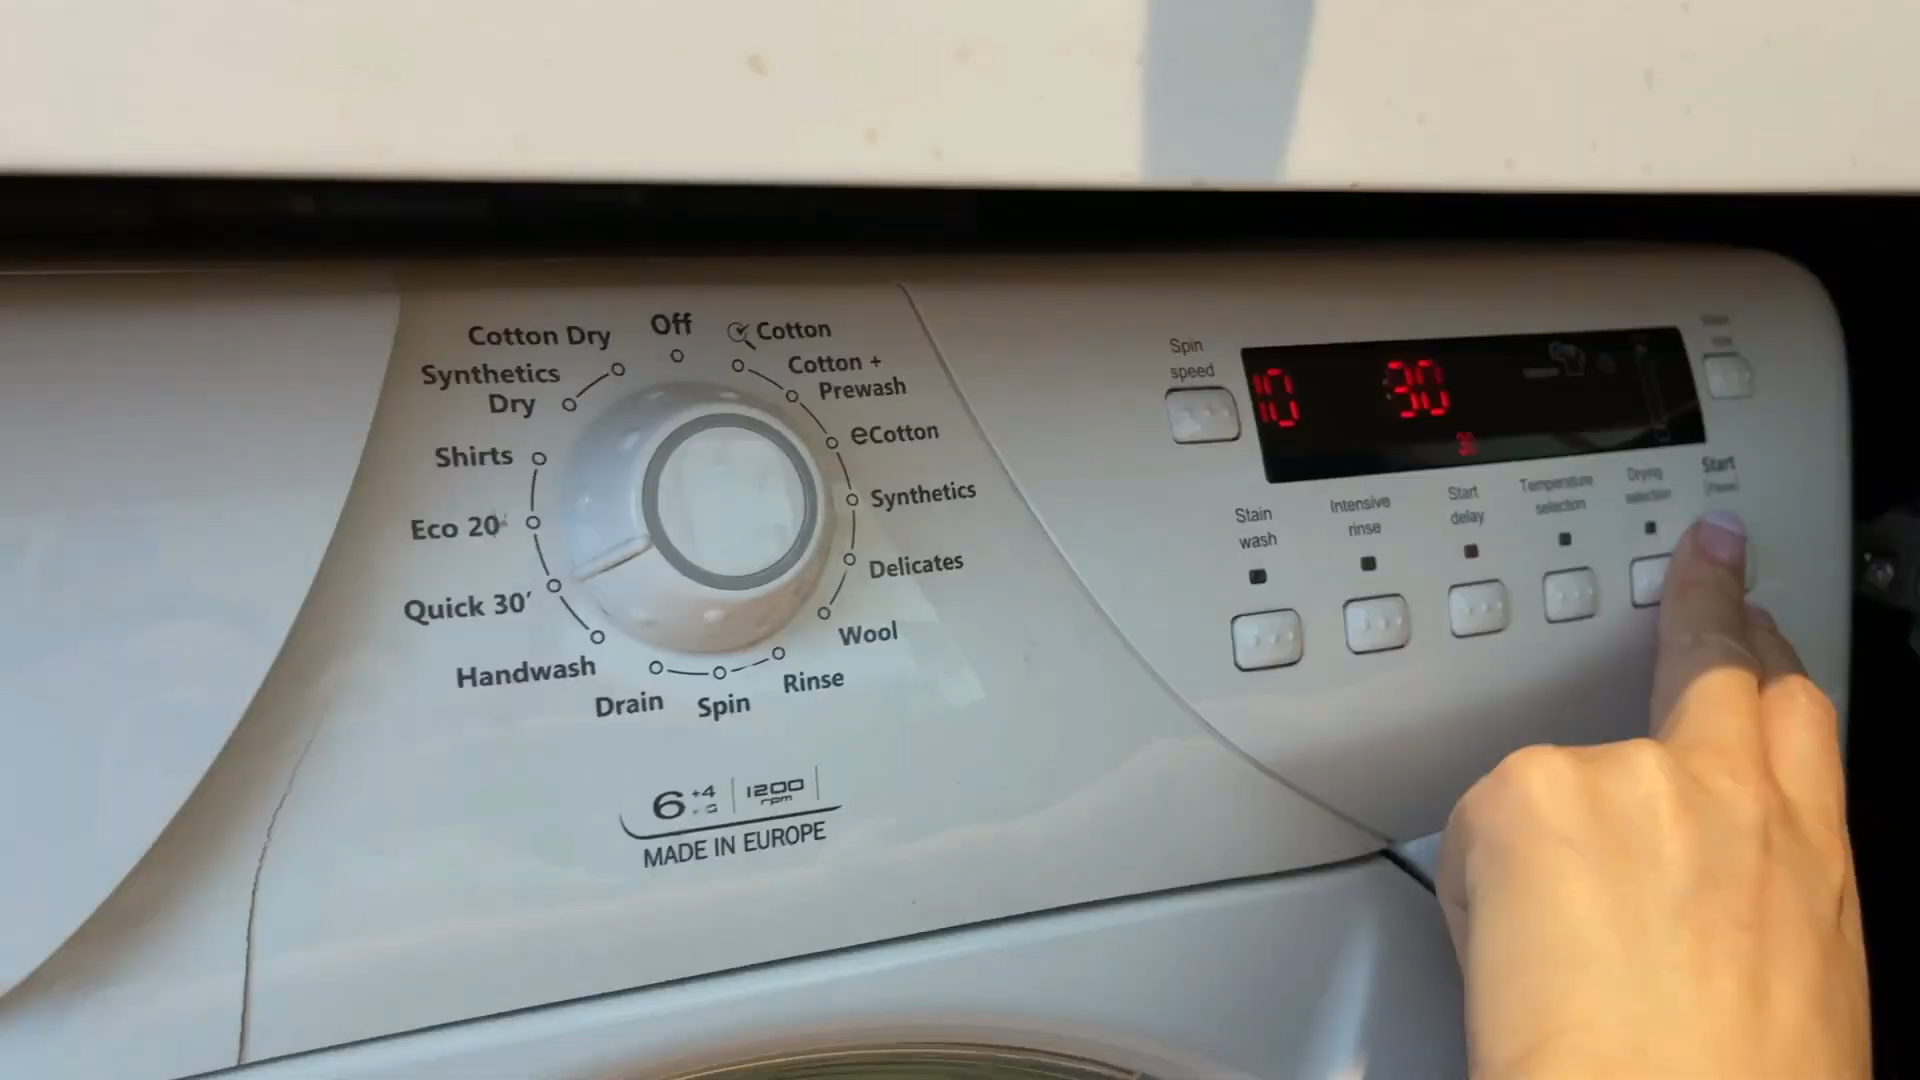 Off
Cotton
Cotton +
Prewash
eCotton
Synthetics
Delicates
Wool
Rinse
Spin
Drain
Handwash
Quick 30'
Eco 20
Shirts
Synthetics
Dry
Cotton Dry
6 +4
1200
rpm
MADE IN EUROPE
Spin
speed
10
30
Stain
wash
Intensive
rinse
Start
delay
Temperature
selection
Drying
selection
Start